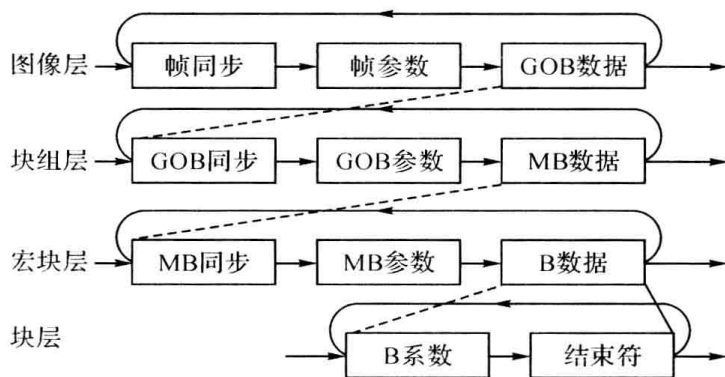 图像层 帧同步 帧参数 GOB数据
块组层 GOB同步 GOB参数 MB数据
宏块层 MB同步 MB参数 B数据
块层 B系数 结束符